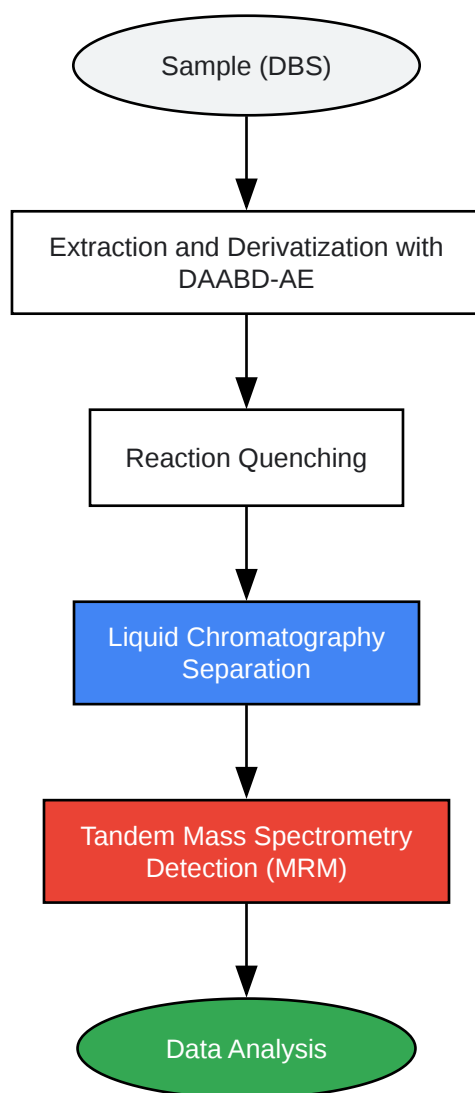 Sample (DBS)
Extraction and Derivatization with
DAABD-AE
Reaction Quenching
Liquid Chromatography
Separation
Tandem Mass Spectrometry
Detection (MRM)
Data Analysis